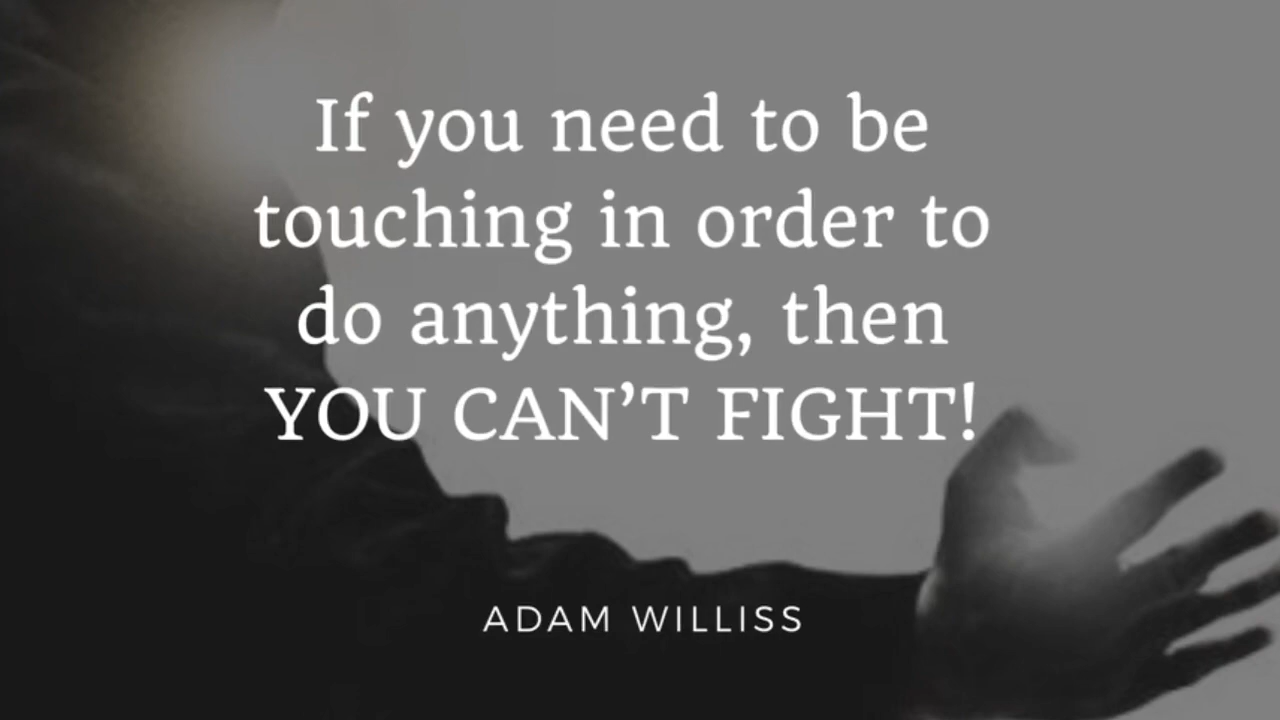 If you need to be
touching in order to
do anything, then
YOU CAN’T FIGHT!
ADAM WILLISS